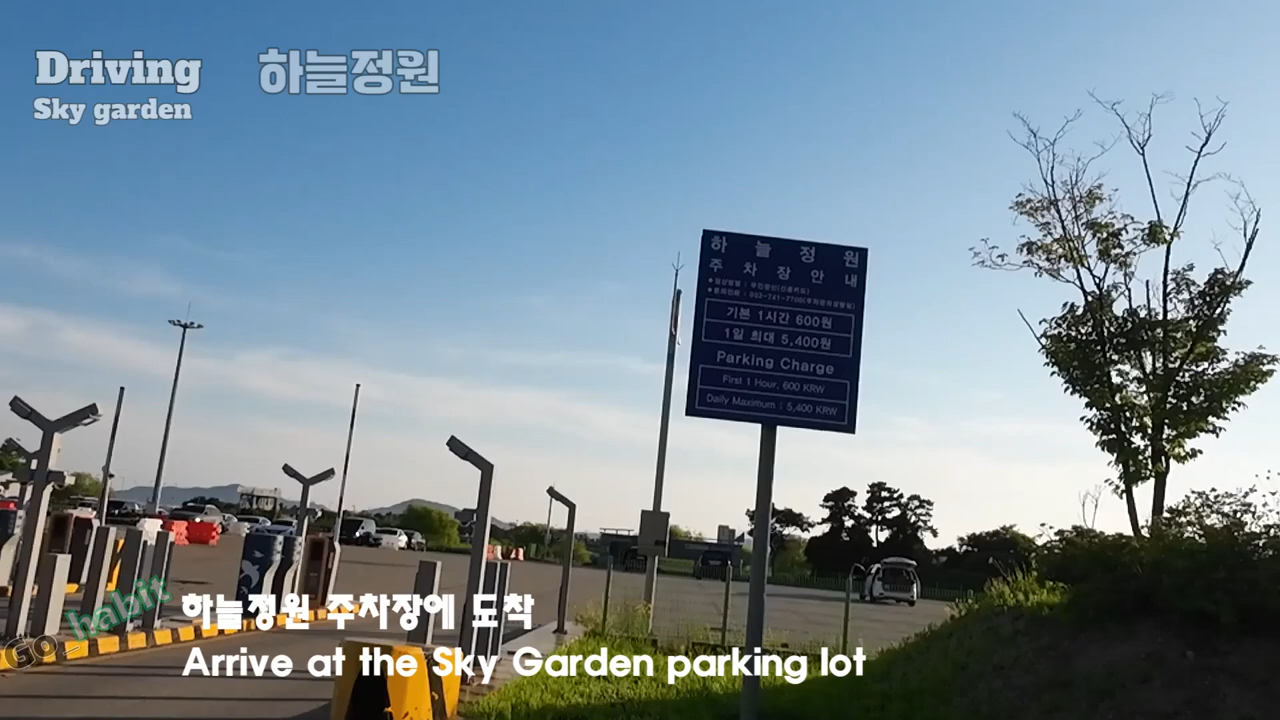 Driving 하늘정원
Sky garden
하늘정원
주차장안내
기본 1시간 600원
1일 최대 5,400원
Parking Charge
First 1 Hour, 600 KRW
Daily Maximum : 5,400 KRW
Go_habit
하늘정원 주차장에 도착
Arrive at the Sky Garden parking lot